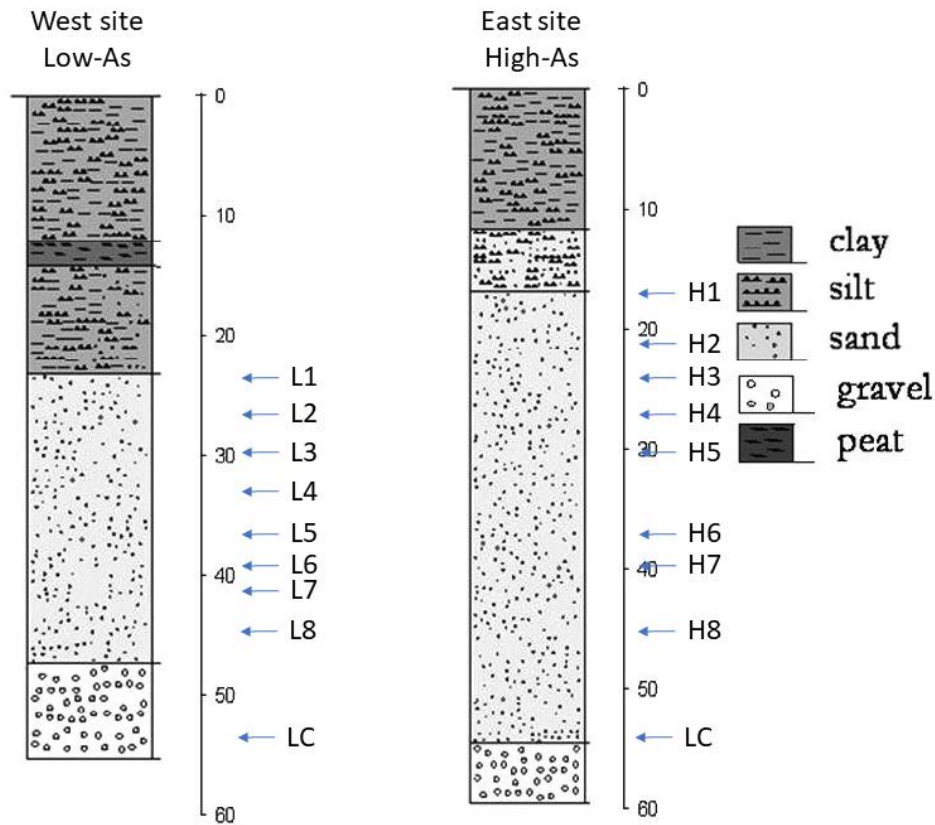 West site
Low-As
0
10
20
30
40
50
60
L1
L2
L3
L4
L5
L6
L7
L8
LC
East site
High-As
0
10
20
30
40
50
60
H1
H2
H3
H4
H5
H6
H7
H8
LC
clay
silt
sand
gravel
peat